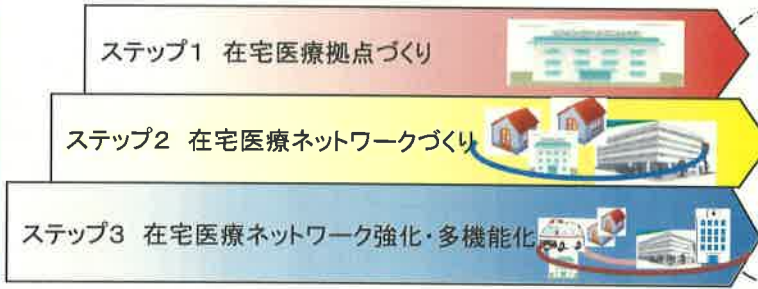 ステップ1 在宅医療拠点づくり
ステップ2 在宅医療ネットワークづくり
ステップ3 在宅医療ネットワーク強化・多機能化